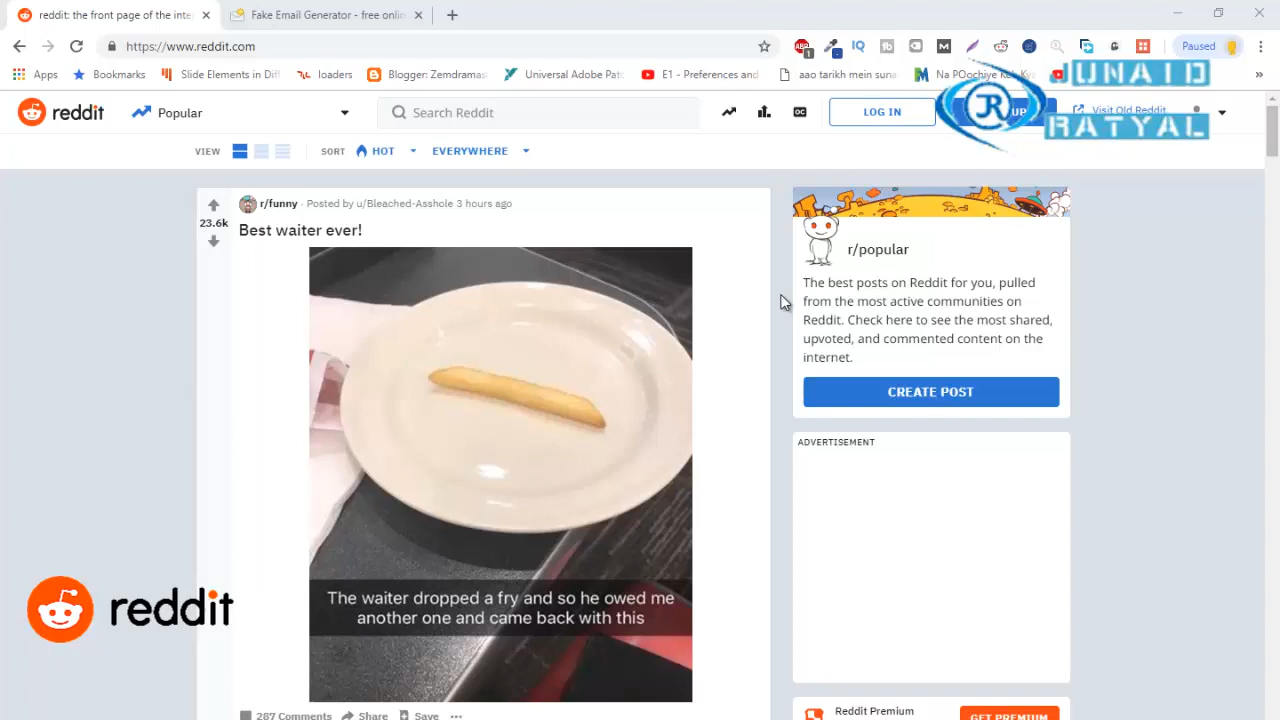 reddit: the front page of the inte
Fake Email Generator - free onlin
https://www.reddit.com
Paused
Apps
Bookmarks
Slide Elements in Dif
loaders
Blogger: Zemdramas
Universal Adobe Pat
E1 - Preferences and
aao tarikh mein suna
Na POochiye Keh Kya
JUNAID
JR
RATYAL
reddit
Popular
Search Reddit
LOG IN
UP
Visit Old Reddit
VIEW
SORT
HOT
EVERYWHERE
23.6k
r/funny · Posted by u/Bleached-Asshole 3 hours ago
Best waiter ever!
The waiter dropped a fry and so he owed me
another one and came back with this
287 Comments
Share
Save
r/popular
The best posts on Reddit for you, pulled
from the most active communities on
Reddit. Check here to see the most shared,
upvoted, and commented content on the
internet.
CREATE POST
ADVERTISEMENT
Reddit Premium
GET PREMIUM
reddit